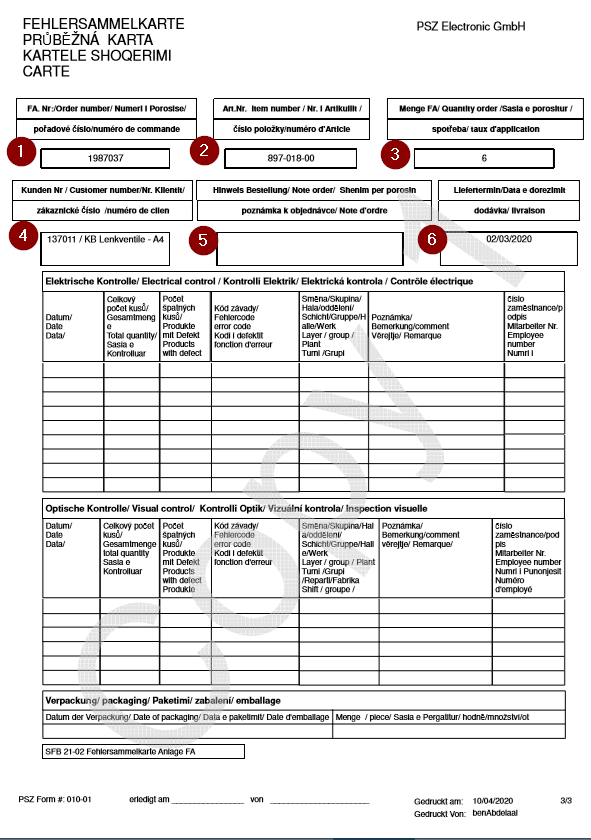 FEHLERSAMMELKARTE
PRŮBĚŽNÁ KARTA
KARTELE SHOQERIMI
CARTE
PSZ Electronic GmbH
FA. Nr:/Order number/ Numeri i Porosise/
pořadové číslo/numéro de commande
Art.Nr. Item number / Nr. i Artikullit /
číslo položky/numéro d'Article
Menge FA/ Quantity order /Sasia e porositur /
spotřeba/ taux d'application
1
1987037
2
897-018-00
3
6
Kunden Nr / Customer number/Nr. Klientit/
zákaznické číslo /numéro de clien
Hinweis Bestellung/ Note order/ Shenim per porosin
poznámka k objednávce/ Note d'ordre
Liefertermin/Data e dorezimit
dodávka/ livraison
4
137011 / KB Lenkventile - A4
5
6
02/03/2020
Elektrische Kontrolle/ Electrical control / Kontrolli Elektrik/ Elektrická kontrola / Contrôle électrique
Datum/
Date
Data/
Celkový
počet kusů/
Gesamtmeng
e
Total quantity/
Sasia e
Kontrolluar
Počet
špatných
kusů/
Produkte
mit Defekt
Products
with defect
Kód závady/
Fehlercode
error code
Kodi i defektit
fonction d'erreur
Směna/Skupina/
Hala/oddělení/
Schicht/Gruppe/H
alle/Werk
Layer / group /
Plant
Turni /Grupi
Poznámka/
Bemerkung/comment
Vërejtje/ Remarque
číslo
zaměstnance/p
odpis
Mitarbeiter Nr.
Employee
number
Numri i
Optische Kontrolle/ Visual control/ Kontrolli Optik/ Vizuální kontrola/ Inspection visuelle
Datum/
Date
Data/
Celkový počet
kusů/
Gesamtmenge
total quantity
Sasia e
Kontrolluar
Počet
špatných
kusů/
Produkte
mit Defekt
Products
with defect
Produkte
Kód závady/
Fehlercode
error code
Kodi i defektit
fonction d'erreur
Směna/Skupina/Hal
a/oddělení/
Schicht/Gruppe/Hall
e/Werk
Layer / group / Plant
Turni /Grupi
/Reparti/Fabrika
Shift / groupe /
Poznámka/
Bemerkung/comment
vërejtje/ Remarque/
číslo
zaměstnance/pod
pis
Mitarbeiter Nr.
Employee number
Numri i Punonjesit
Numéro
d'employé
Verpackung/ packaging/ Paketimi/ zabalení/ emballage
Datum der Verpackung/ Date of packaging/ Data e paketimit/ Date d'emballage
Menge / piece/ Sasia e Pergatitur/ hodně/množství/ot
SFB 21-02 Fehlersammelkarte Anlage FA
Copy 1
PSZ Form #: 010-01
erledigt am ________________ von ______________________
Gedruckt am: 10/04/2020
3/3
Gedruckt Von: benAbdelaal